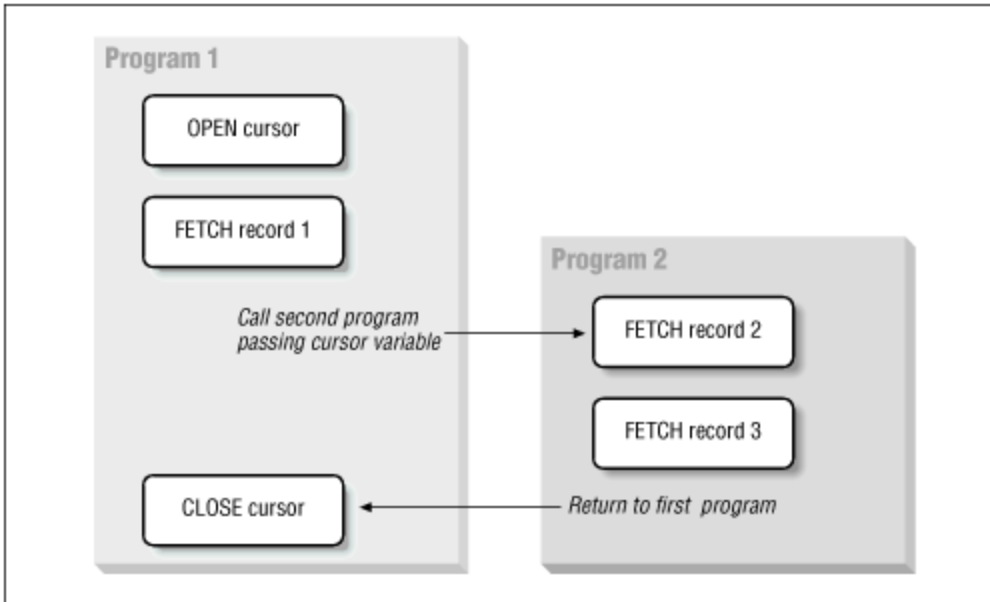 Program 1
OPEN cursor
FETCH record 1
Call second program
passing cursor variable
Program 2
FETCH record 2
FETCH record 3
Return to first program
CLOSE cursor